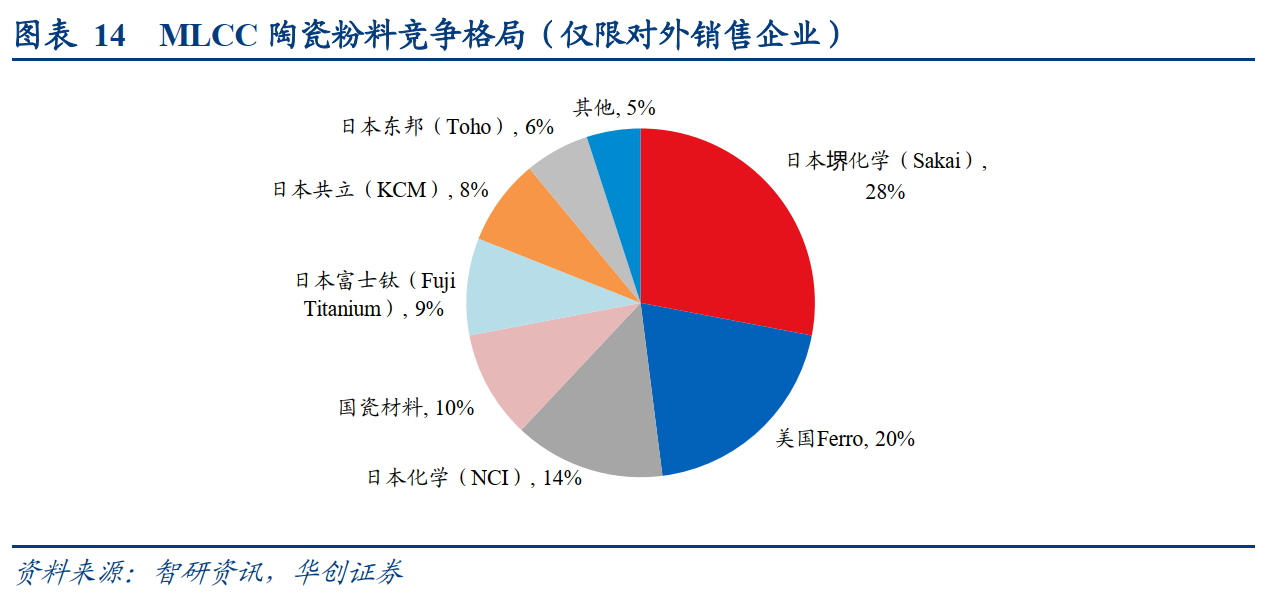 图表 14 MLCC 陶瓷粉料竞争格局（仅限对外销售企业）
其他, 5%
日本东邦（Toho）, 6%
日本堺化学（Sakai）,
28%
日本共立（KCM）, 8%
日本富士钛（Fuji
Titanium）, 9%
国瓷材料, 10%
美国Ferro, 20%
日本化学（NCI）, 14%
资料来源：智研资讯，华创证券